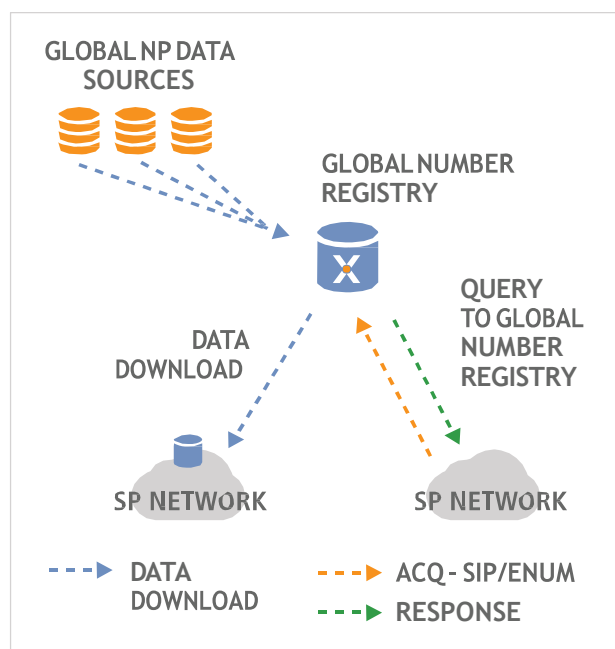 GLOBAL NP DATA
SOURCES
GLOBAL NUMBER
REGISTRY
QUERY
TO GLOBAL
NUMBER
REGISTRY
DATA
DOWNLOAD
SP NETWORK
SP NETWORK
DATA
DOWNLOAD
ACQ - SIP/ENUM
RESPONSE